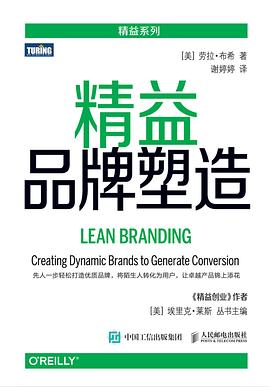 精益系列
TURING
[美] 劳拉·布希 著
谢婷婷 译
精益
品牌塑造
LEAN BRANDING
Creating Dynamic Brands to Generate Conversion
先人一步轻松打造优质品牌，将陌生人转化为用户，让卓越产品锦上添花
《精益创业》作者
[美] 埃里克·莱斯 丛书主编
O'REILLY®
中国工信出版集团
人民邮电出版社